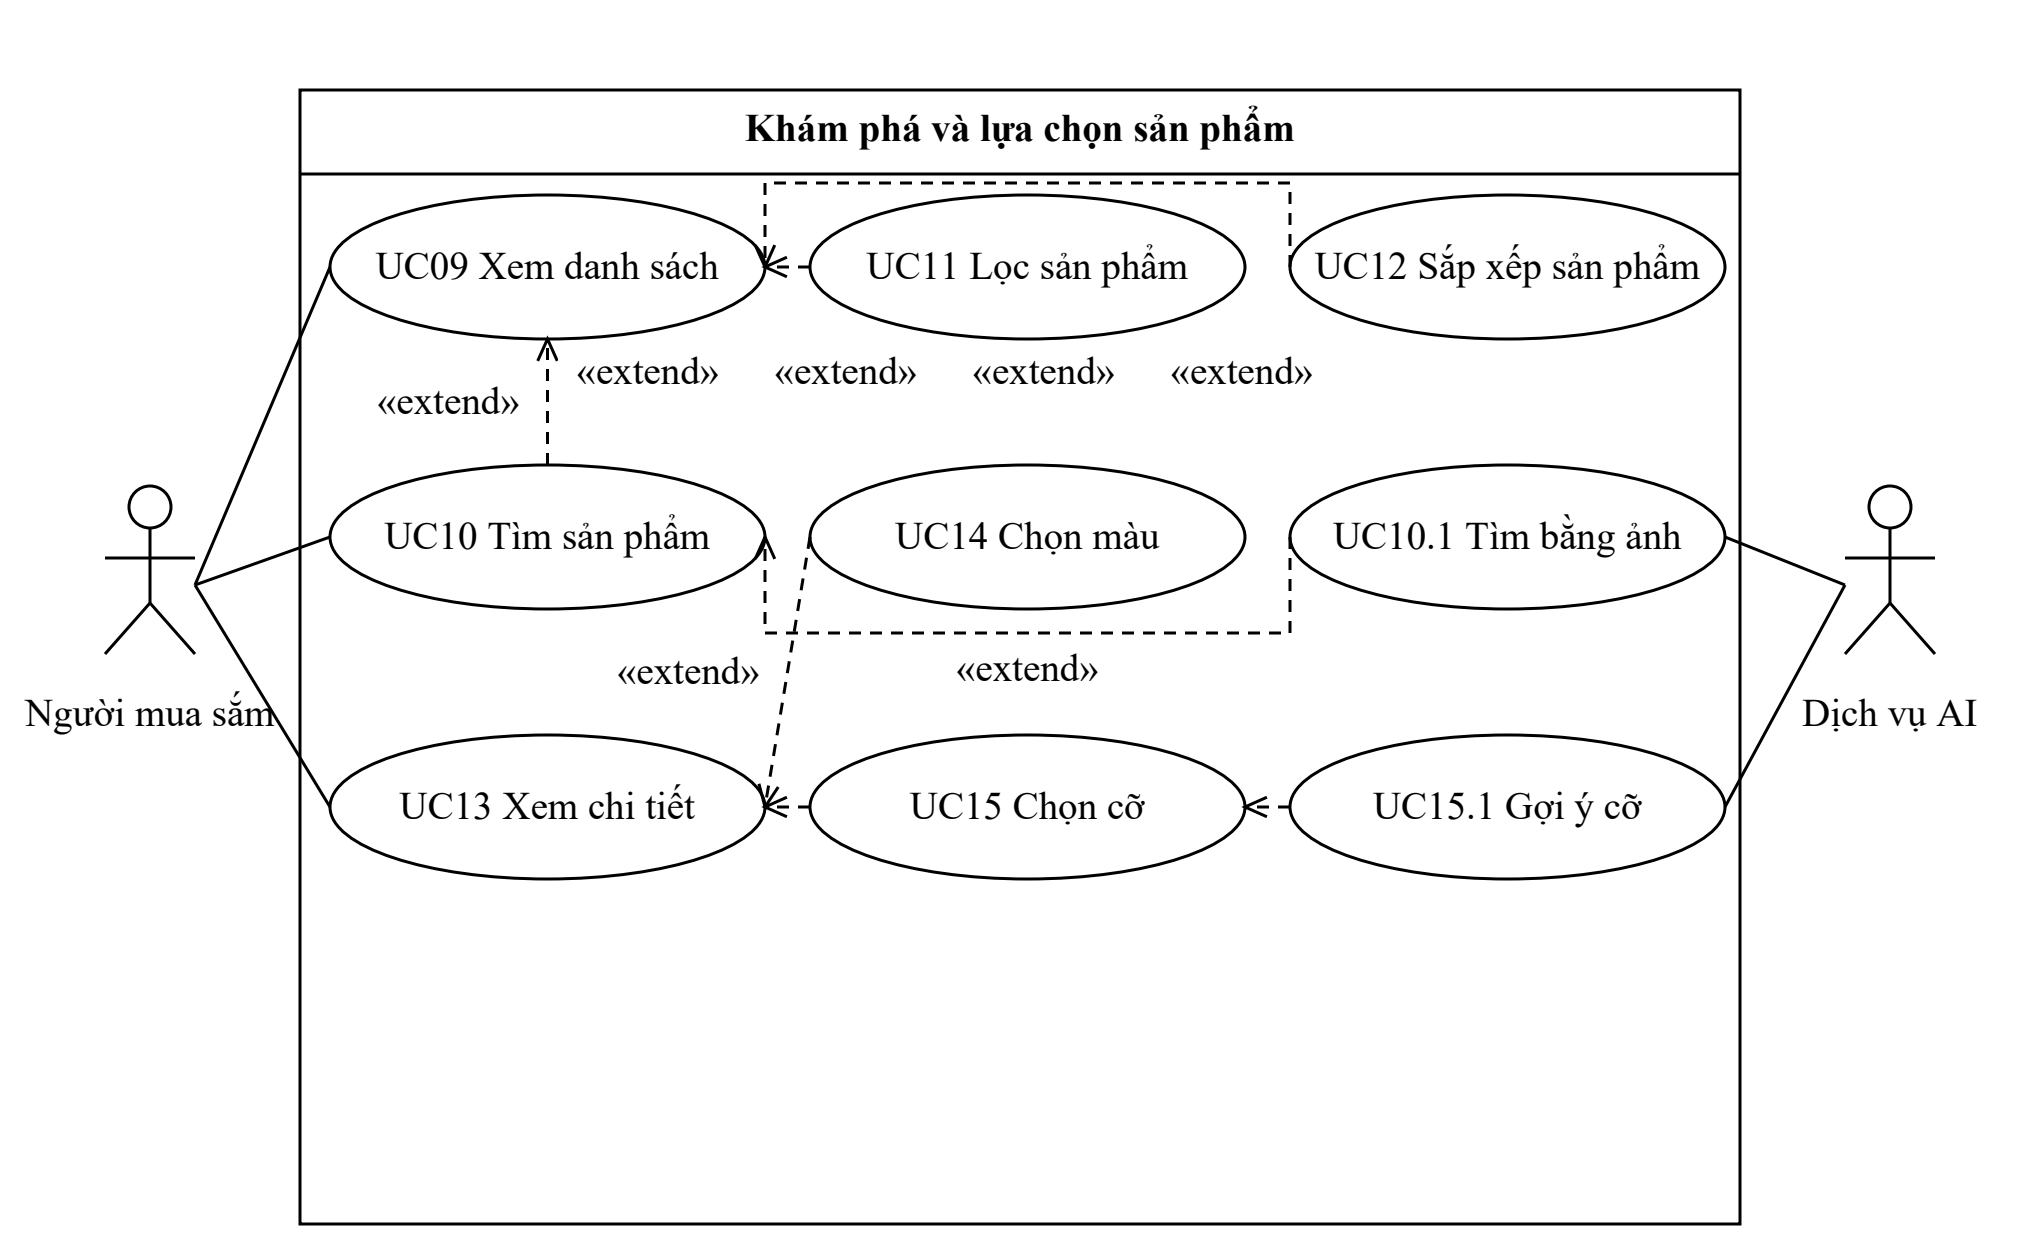 Khám phá và lựa chọn sản phẩm
UC09 Xem danh sách
UC11 Lọc sản phẩm
UC12 Sắp xếp sản phẩm
«extend»
«extend»
«extend»
«extend»
«extend»
UC10 Tìm sản phẩm
UC14 Chọn màu
UC10.1 Tìm bằng ảnh
«extend»
«extend»
Người mua sắm
Dịch vụ AI
UC13 Xem chi tiết
UC15 Chọn cỡ
UC15.1 Gợi ý cỡ